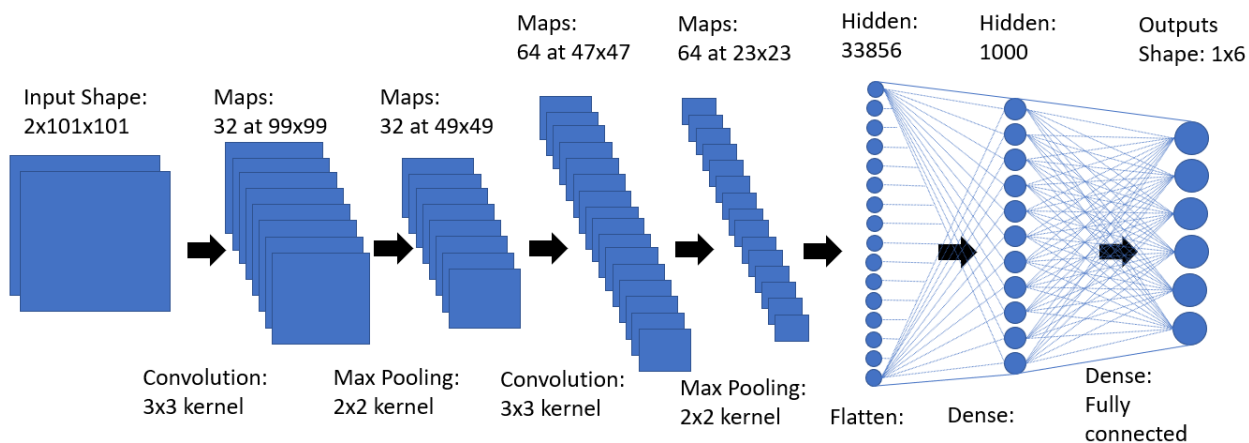 Input Shape:
2x101x101
Maps:
32 at 99x99
Maps:
32 at 49x49
Maps:
64 at 47x47
Maps:
64 at 23x23
Hidden:
33856
Hidden:
1000
Outputs
Shape: 1x6
Convolution:
3x3 kernel
Max Pooling:
2x2 kernel
Convolution:
3x3 kernel
Max Pooling:
2x2 kernel
Flatten:
Dense:
Dense:
Fully
connected